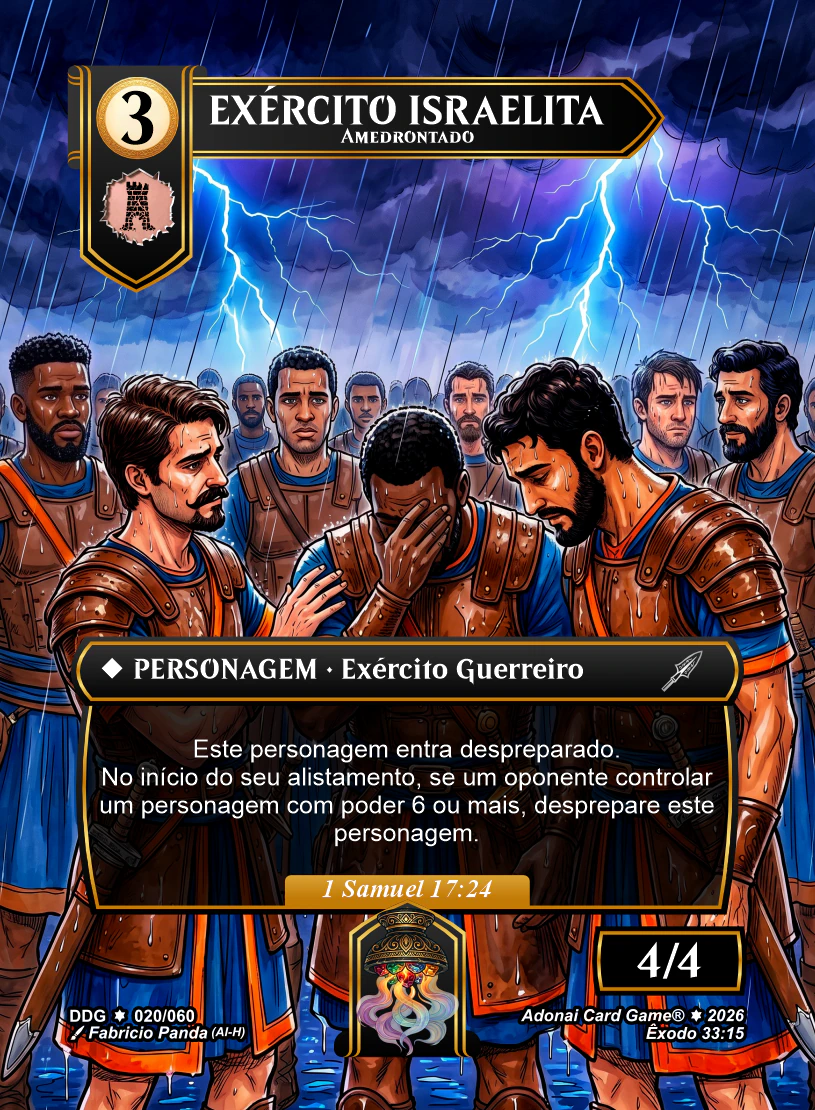 3
EXÉRCITO ISRAELITA
AMEDRONTADO
PERSONAGEM · Exército Guerreiro
Este personagem entra despreparado.
No início do seu alistamento, se um oponente controlar
um personagem com poder 6 ou mais, desprepare este
personagem.
1 Samuel 17:24
4/4
DDG ✸ 020/060
Fabricio Panda (AI-H)
Adonai Card Game® ✸ 2026
Êxodo 33:15